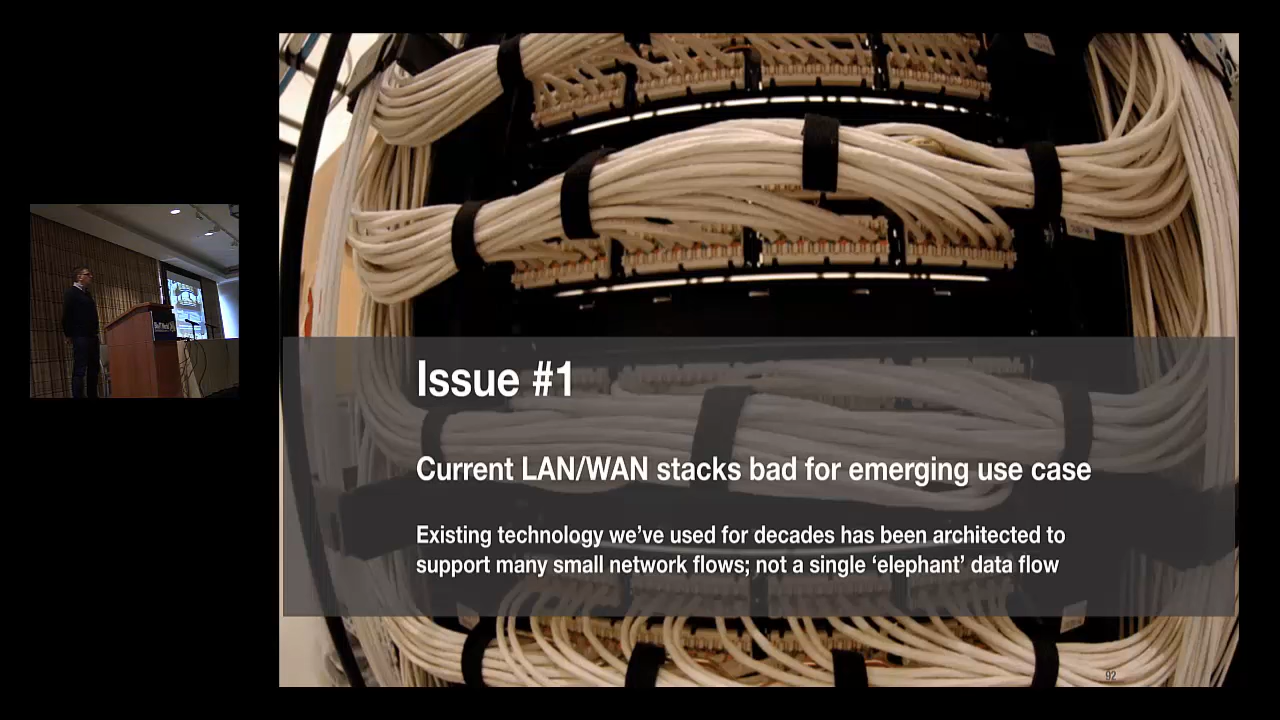 Issue #1
Current LAN/WAN stacks bad for emerging use case
Existing technology we’ve used for decades has been architected to
support many small network flows; not a single ‘elephant’ data flow
92